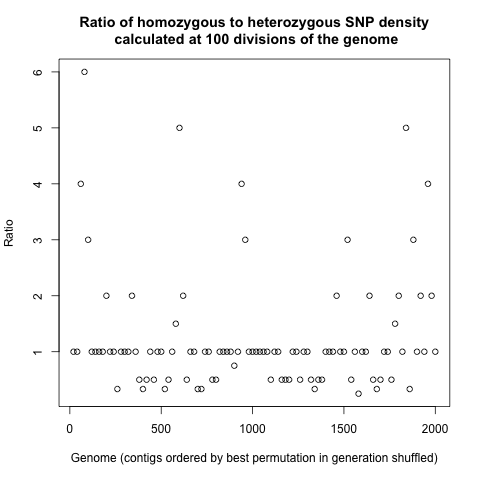 Ratio of homozygous to heterozygous SNP density
calculated at 100 divisions of the genome
Ratio
6
5
4
3
2
1
0 500 1000 1500 2000
Genome (contigs ordered by best permutation in generation shuffled)